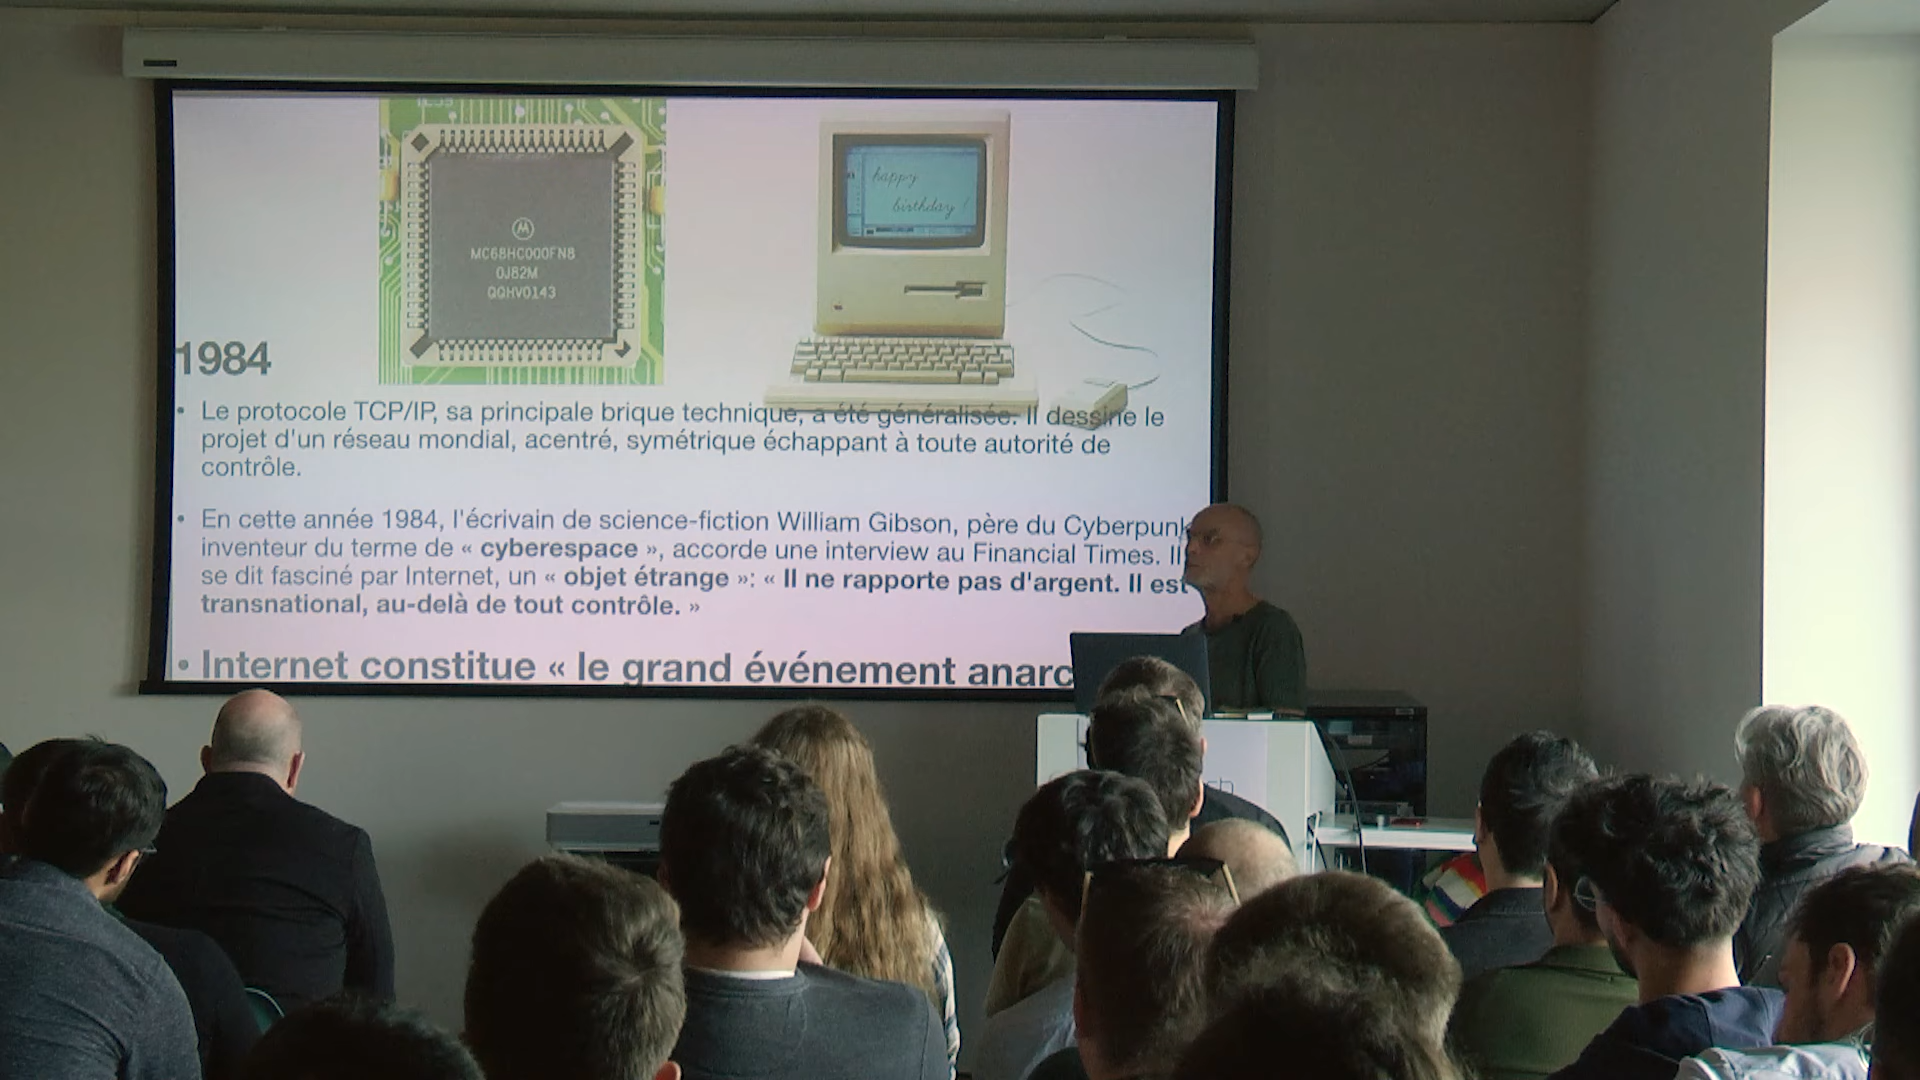 MC68HC000FN8
0J82M
QQHV0143
happy
birthday !
1984
• Le protocole TCP/IP, sa principale brique technique, a été généralisée. Il dessine le
projet d'un réseau mondial, acentré, symétrique échappant à toute autorité de
contrôle.
• En cette année 1984, l'écrivain de science-fiction William Gibson, père du Cyberpunk
inventeur du terme de « cyberespace », accorde une interview au Financial Times. Il
se dit fasciné par Internet, un « objet étrange »: « Il ne rapporte pas d'argent. Il est
transnational, au-delà de tout contrôle. »
• Internet constitue « le grand événement anarc